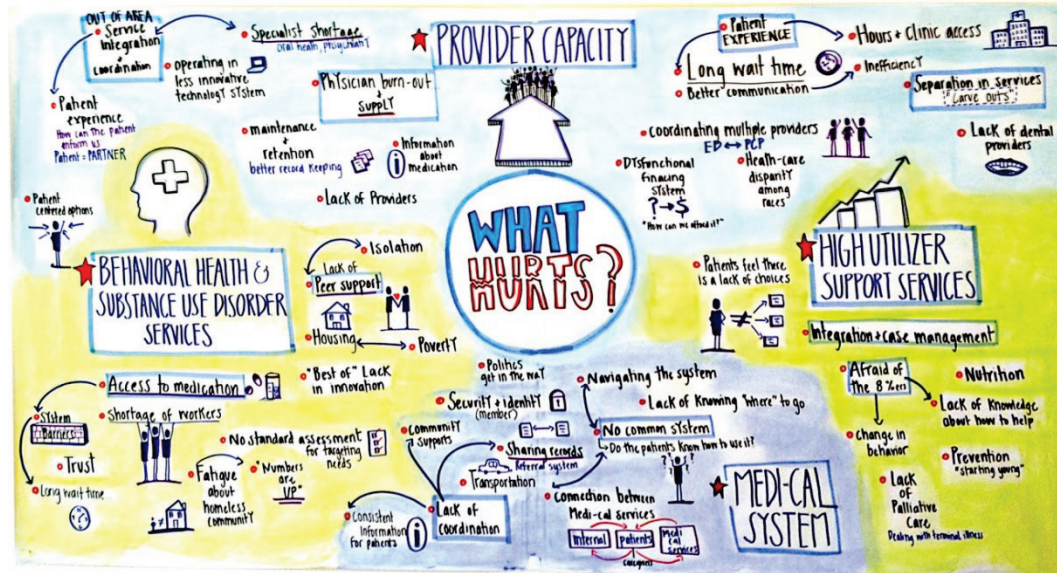 OUT OF AREA
Service
Integration
+
coordination
Specialist Shortage
oral health, psychiatry
operating in
less innovative
technology system
Patient
experience
How can the patient
inform us
Patient = PARTNER
PROVIDER CAPACITY
Physician burn-out
+
SUPPLY
maintenance
+
retention
better record keeping
Information
about
medication
Lack of Providers
Patient
EXPERIENCE
Hours + Clinic access
Long wait time
Better communication
Inefficiency
Separation in services
Carve outs
coordinating multiple providers
ED ↔ PCP
Lack of dental
providers
Dysfunctional
financing
system
? → $
"How can we afford it?"
Health-care
disparity
among
races
Patient
centered options
BEHAVIORAL HEALTH &
SUBSTANCE USE DISORDER
SERVICES
Isolation
Lack of
Peer support
Housing
Poverty
"Best of" Lack
in innovation
WHAT
HURTS?
HIGH UTILIZER
SUPPORT SERVICES
Patients feel there
is a lack of choices
≠
Integration + case management
Afraid of
the 8%ers
Nutrition
Lack of Knowledge
about how to
help
change in
behavior
Prevention
"starting young"
Lack
of
Palliative
Care
Dealing with terminal illness
Access to medication
System
Barriers
Shortage of workers
Trust
Long wait time
?
Fatigue
about
homeless
community
≠
No standard assessment
for targeting
needs
"Numbers
are
UP"
Politics
get in the way
Security + identity
(member)
community
supports
Sharing records
Referral system
Transportation
Lack of
coordination
Consistent
Information
for patients
Navigating the system
Lack of Knowing "where" to go
No common system
Do the patients know how to use it?
? ? ?
Connection between
Medi-cal Services
internal
patients
Medi
cal
services
caregivers
MEDI-CAL
SYSTEM